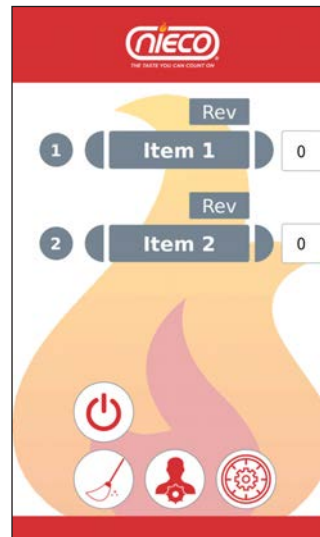 NIECO
THE TASTE YOU CAN COUNT ON
Rev
1 Item 1 0
Rev
2 Item 2 0